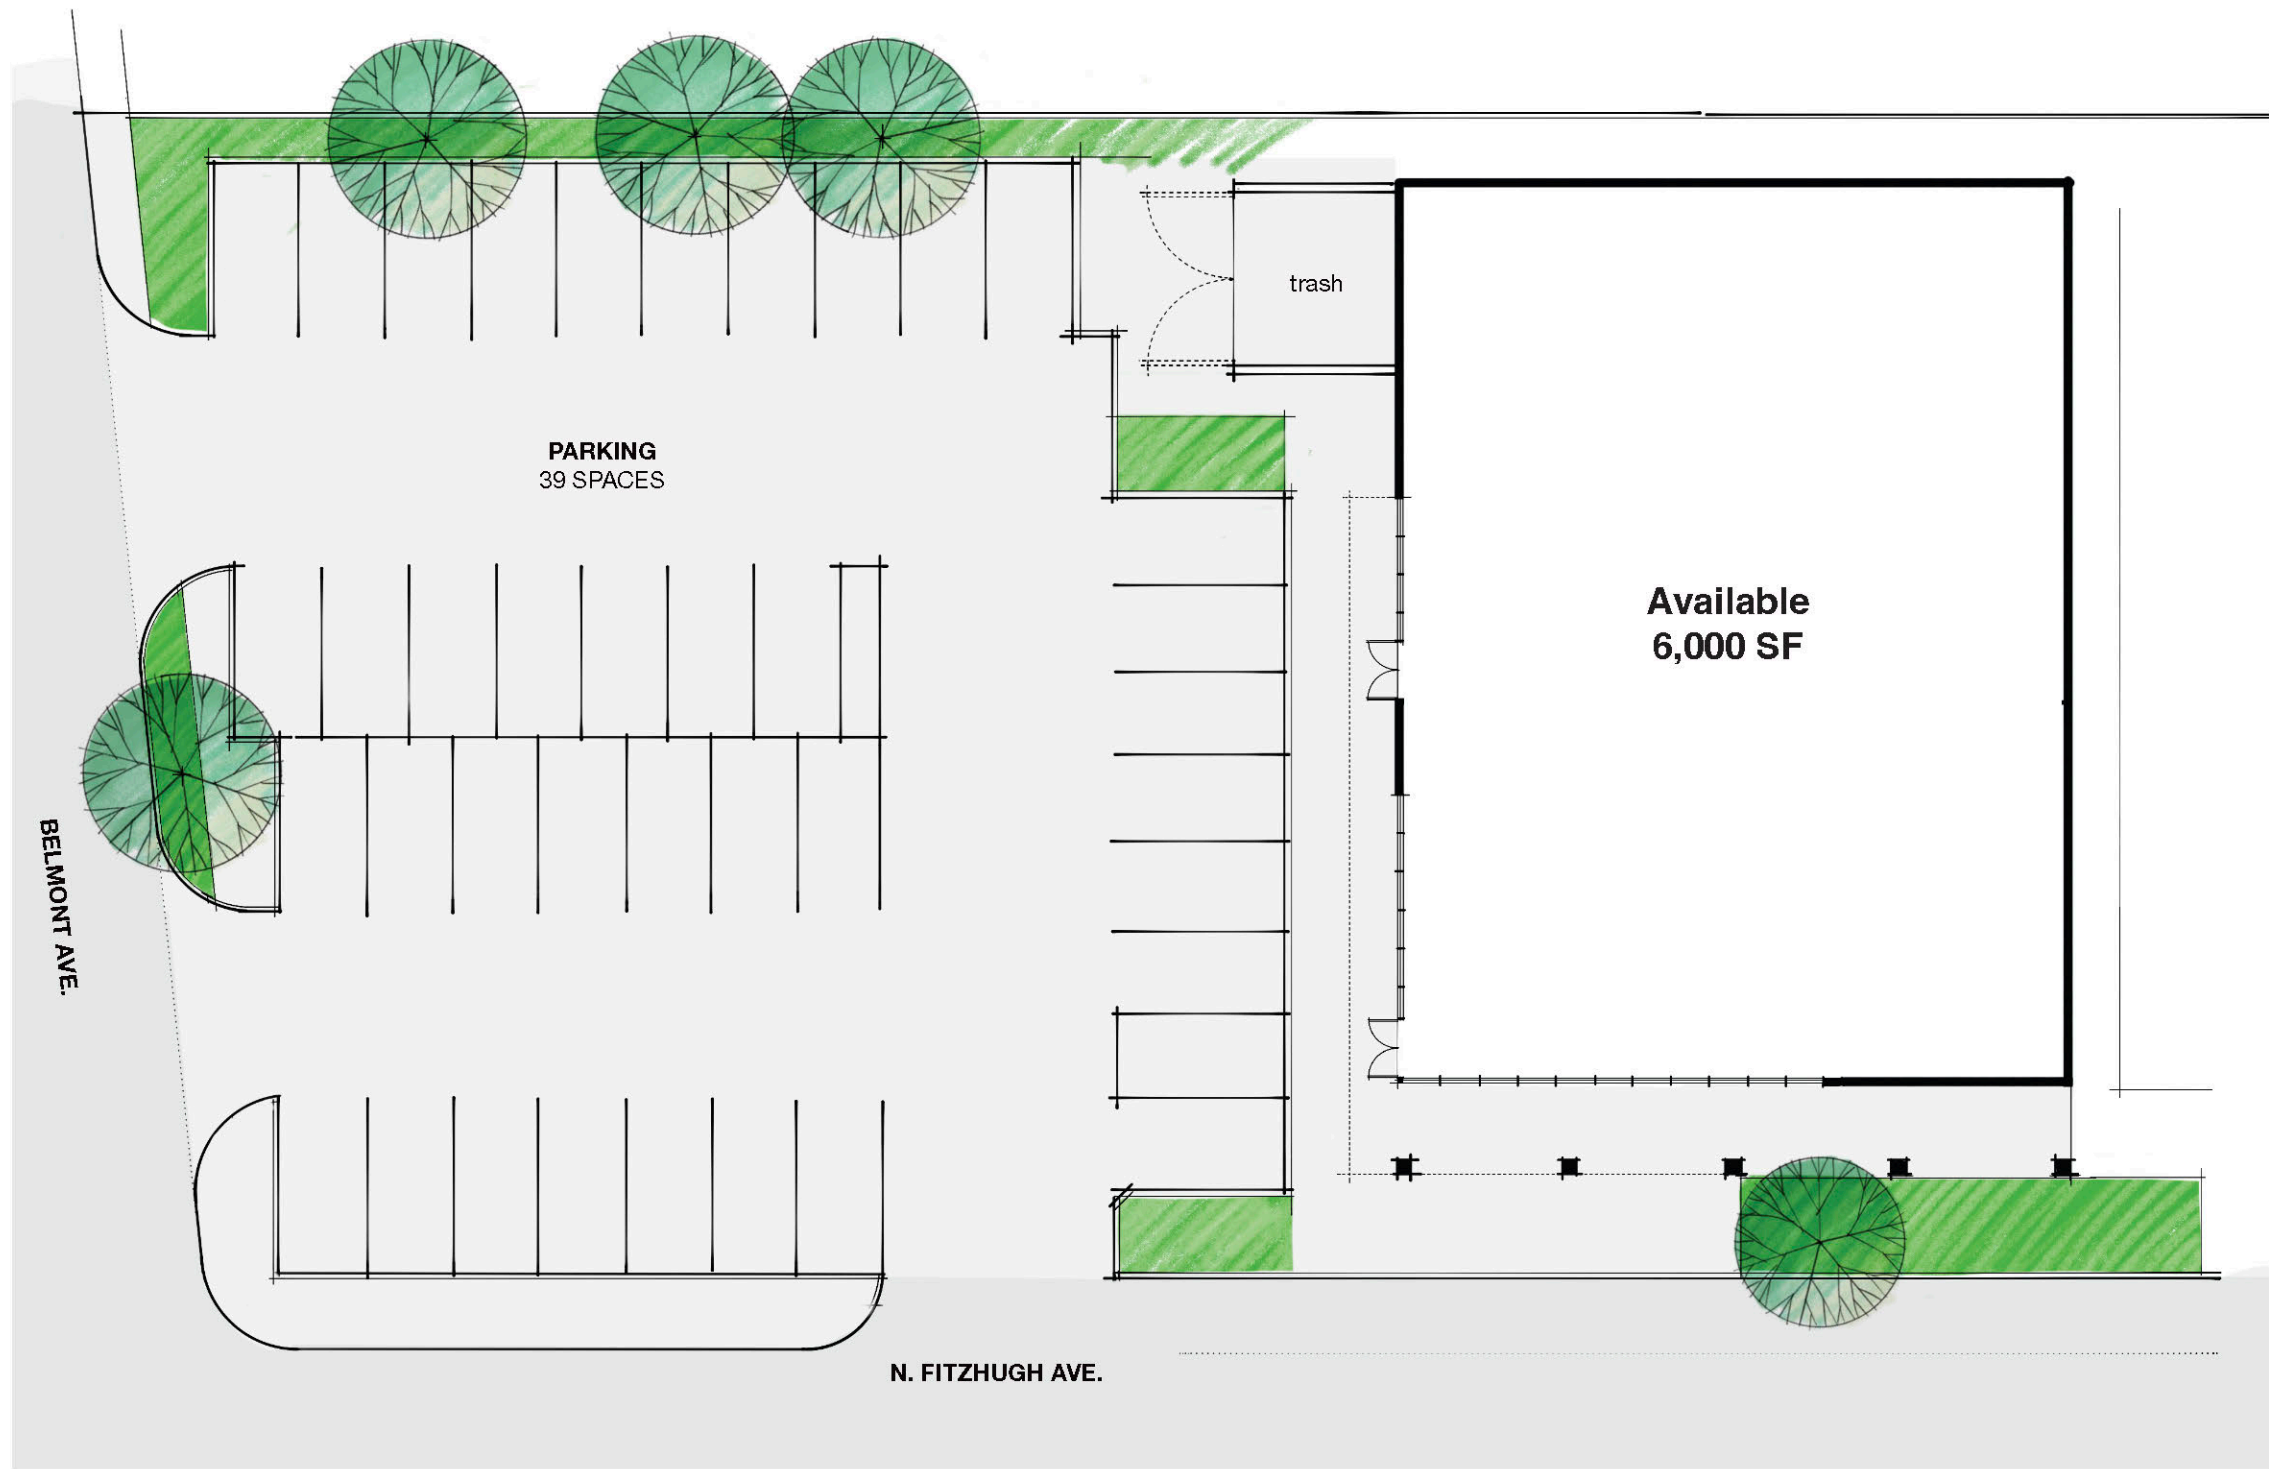 trash
PARKING
39 SPACES
Available
6,000 SF
BELMONT AVE.
N. FITZHUGH AVE.